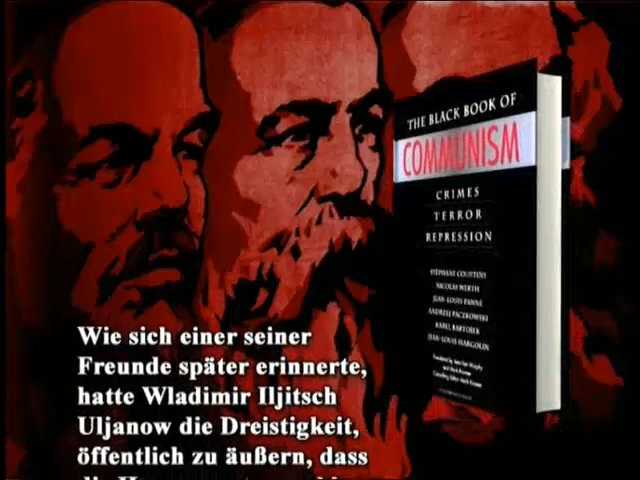 THE BLACK BOOK OF
COMMUNISM
CRIMES
TERROR
REPRESSION
STÉPHANE COURTOIS
NICOLAS WERTH
JEAN-LOUIS PANNÉ
ANDRZEJ PACZKOWSKI
KAREL BARTOŠEK
JEAN-LOUIS MARGOLIN
Wie sich einer seiner
Freunde später erinnerte,
hatte Wladimir Iljitsch
Uljanow die Dreistigkeit,
öffentlich zu äußern, dass